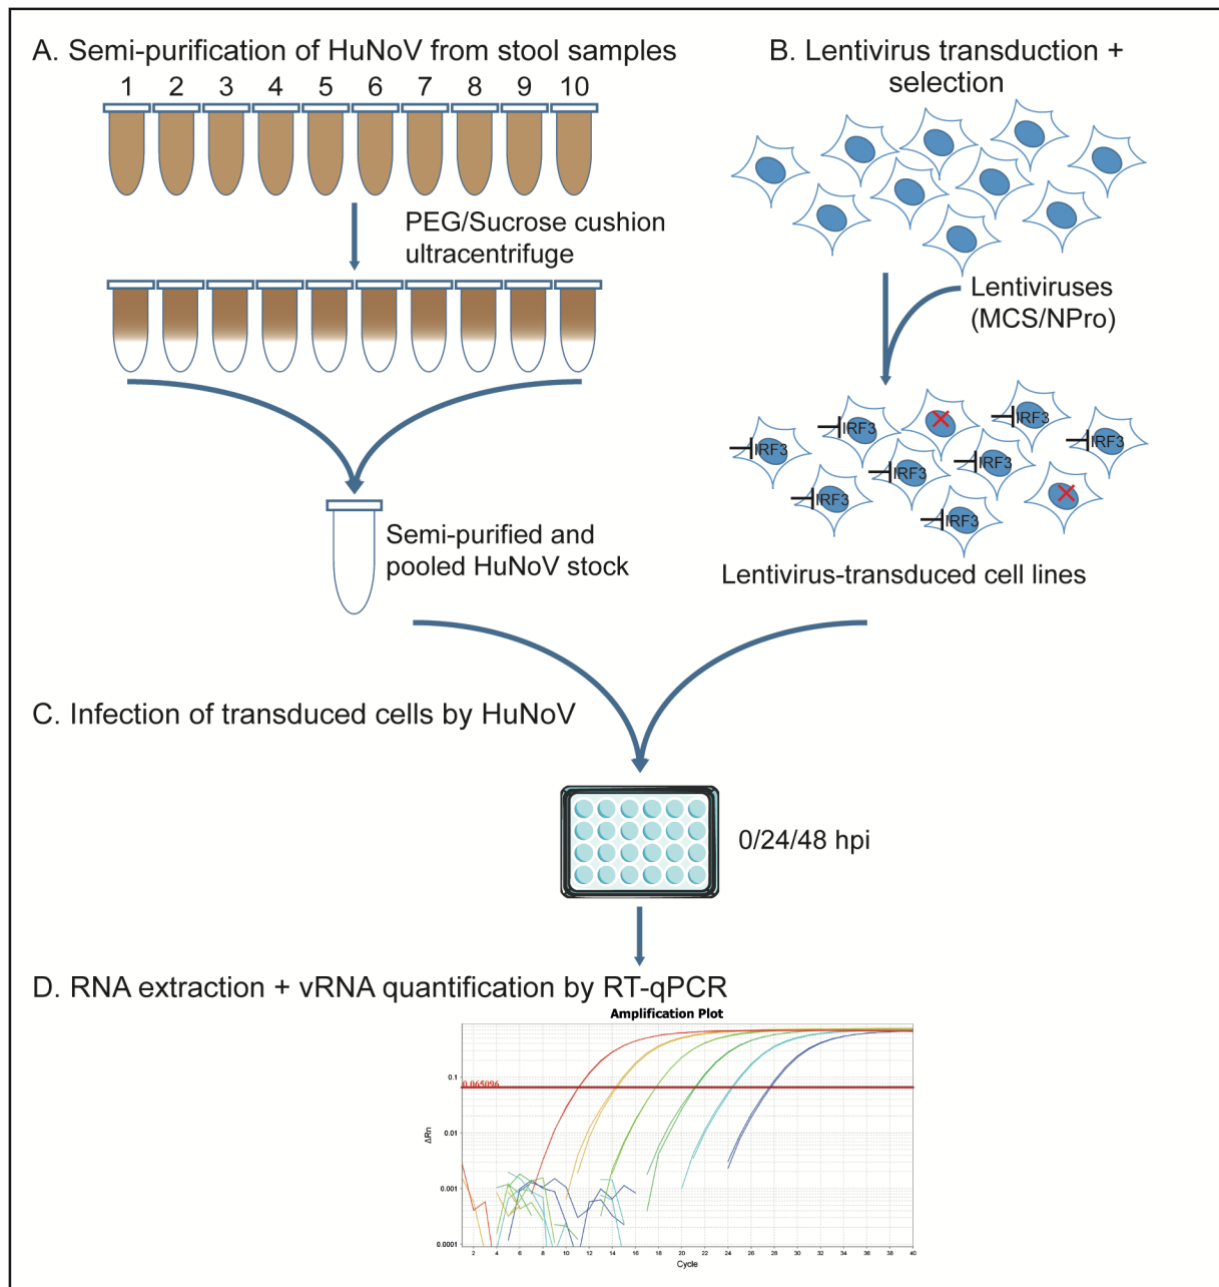 A. Semi-purification of HuNoV from stool samples
1 2 3 4 5 6 7 8 9 10
PEG/Sucrose cushion
ultracentrifuge
Semi-purified and
pooled HuNoV stock
B. Lentivirus transduction +
selection
Lentiviruses
(MCS/NPro)
IRF3
IRF3
IRF3
IRF3
IRF3
IRF3
IRF3
IRF3
Lentivirus-transduced cell lines
C. Infection of transduced cells by HuNoV
0/24/48 hpi
D. RNA extraction + vRNA quantification by RT-qPCR
Amplification Plot
0.1
0.065096
0.01
ΔRn
0.001
0.0001
2 4 6 8 10 12 14 16 18 20 22 24 26 28 30 32 34 36 38 40
Cycle